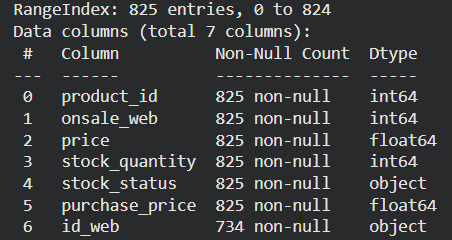 RangeIndex: 825 entries, 0 to 824
Data columns (total 7 columns):
 #   Column          Non-Null Count  Dtype
---  ------          --------------  -----
 0   product_id      825 non-null    int64
 1   onsale_web      825 non-null    int64
 2   price           825 non-null    float64
 3   stock_quantity  825 non-null    int64
 4   stock_status    825 non-null    object
 5   purchase_price  825 non-null    float64
 6   id_web          734 non-null    object